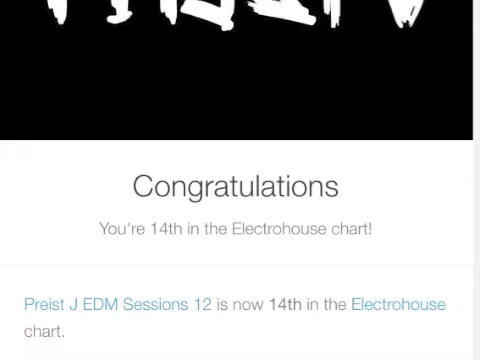 Congratulations
You're 14th in the Electrohouse chart!
Preist J EDM Sessions 12 is now 14th in the Electrohouse
chart.